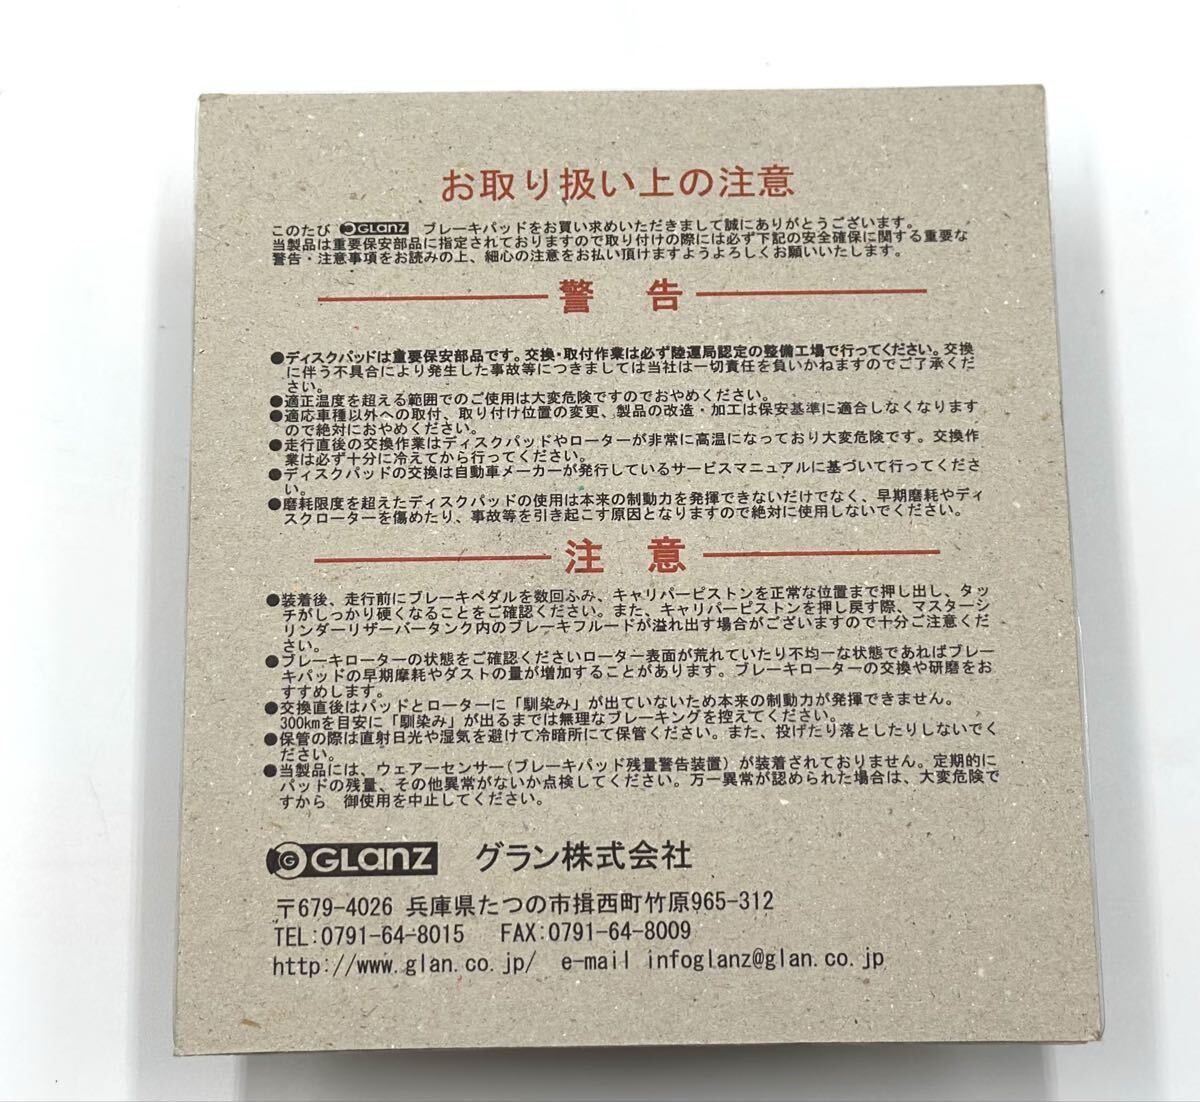 お取り扱い上の注意
このたび GLanz ブレーキパッドをお買い求めいただきまして誠にありがとうございます。
当製品は重要保安部品に指定されておりますので取り付けの際には必ず下記の安全確保に関する重要な
警告・注意事項をお読みの上、細心の注意をお払い頂けますようよろしくお願いいたします。
警 告
●ディスクパッドは重要保安部品です。交換・取付作業は必ず陸運局認定の整備工場で行ってください。交換
に伴う不具合により発生した事故等につきましては当社は一切責任を負いかねますのでご了承くだ
さい。
●適正温度を超える範囲でのご使用は大変危険ですのでおやめください。
●適応車種以外への取付、取り付け位置の変更、製品の改造・加工は保安基準に適合しなくなります
ので絶対におやめください。
●走行直後の交換作業はディスクパッドやローターが非常に高温になっており大変危険です。交換作
業は必ず十分に冷えてから行ってください。
●ディスクパッドの交換は自動車メーカーが発行しているサービスマニュアルに基づいて行ってくださ
い。
●磨耗限度を超えたディスクパッドの使用は本来の制動力を発揮できないだけでなく、早期磨耗やディ
スクローターを傷めたり、事故等を引き起こす原因となりますので絶対に使用しないでください。
注 意
●装着後、走行前にブレーキペダルを数回ふみ、キャリパーピストンを正常な位置まで押し出し、タッ
チがしっかり硬くなることをご確認ください。また、キャリパーピストンを押し戻す際、マスターシ
リンダーリザーバータンク内のブレーキフルードが溢れ出す場合がございますので十分ご注意くだ
さい。
●ブレーキローターの状態をご確認くださいローター表面が荒れていたり不均一な状態であればブレー
キパッドの早期摩耗やダストの量が増加することがあります。ブレーキローターの交換や研磨をお
すすめします。
●交換直後はパッドとローターに「馴染み」が出ていないため本来の制動力が発揮できません。
300kmを目安に「馴染み」が出るまでは無理なブレーキングを控えてください。
●保管の際は直射日光や湿気を避けて冷暗所にて保管ください。また、投げたり落としたりしないでく
ださい。
●当製品には、ウェアーセンサー(ブレーキパッド残量警告装置)が装着されておりません。定期的に
パッドの残量、その他異常がないか点検してください。万一異常が認められた場合は、大変危険で
すから 御使用を中止してください。
GLanz グラン株式会社
〒679-4026 兵庫県たつの市揖西町竹原965-312
TEL:0791-64-8015 FAX:0791-64-8009
http://www.glan.co.jp/ e-mail infoglanz@glan.co.jp